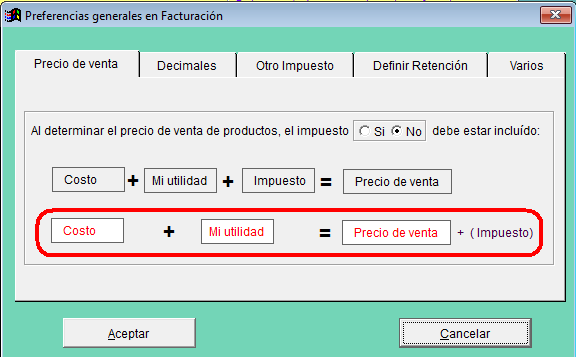 Preferencias generales en Facturación
Precio de venta Decimales Otro Impuesto Definir Retención Varios
Al determinar el precio de venta de productos, el impuesto Si No debe estar incluído:
Costo + Mi utilidad + Impuesto = Precio de venta
Costo + Mi utilidad = Precio de venta + ( Impuesto)
Aceptar Cancelar